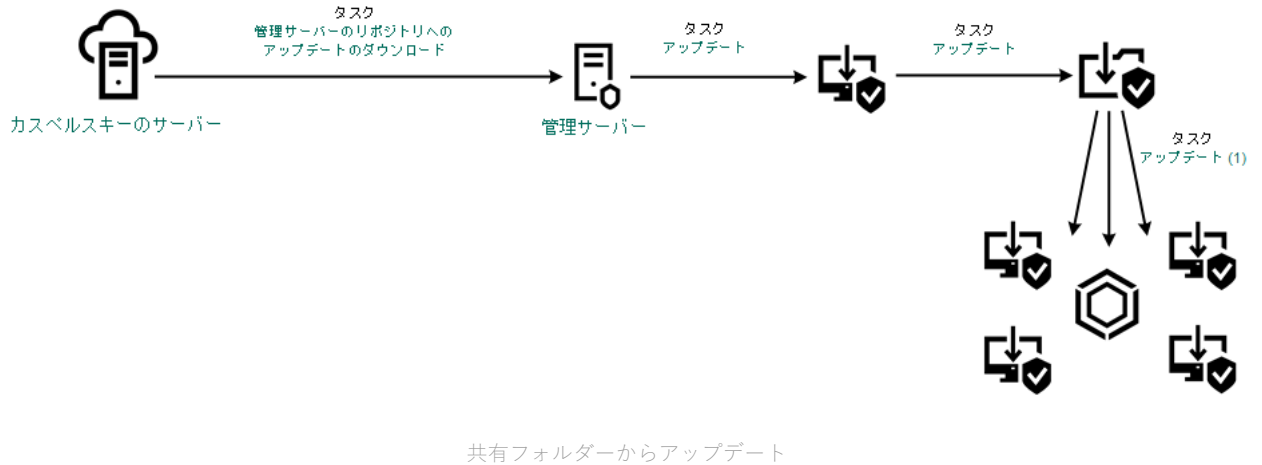 タスク
管理サーバーのリポジトリへの
アップデートのダウンロード
タスク
アップデート
タスク
アップデート
カスペルスキーのサーバー
管理サーバー
タスク
アップデート (1)
共有フォルダーからアップデート